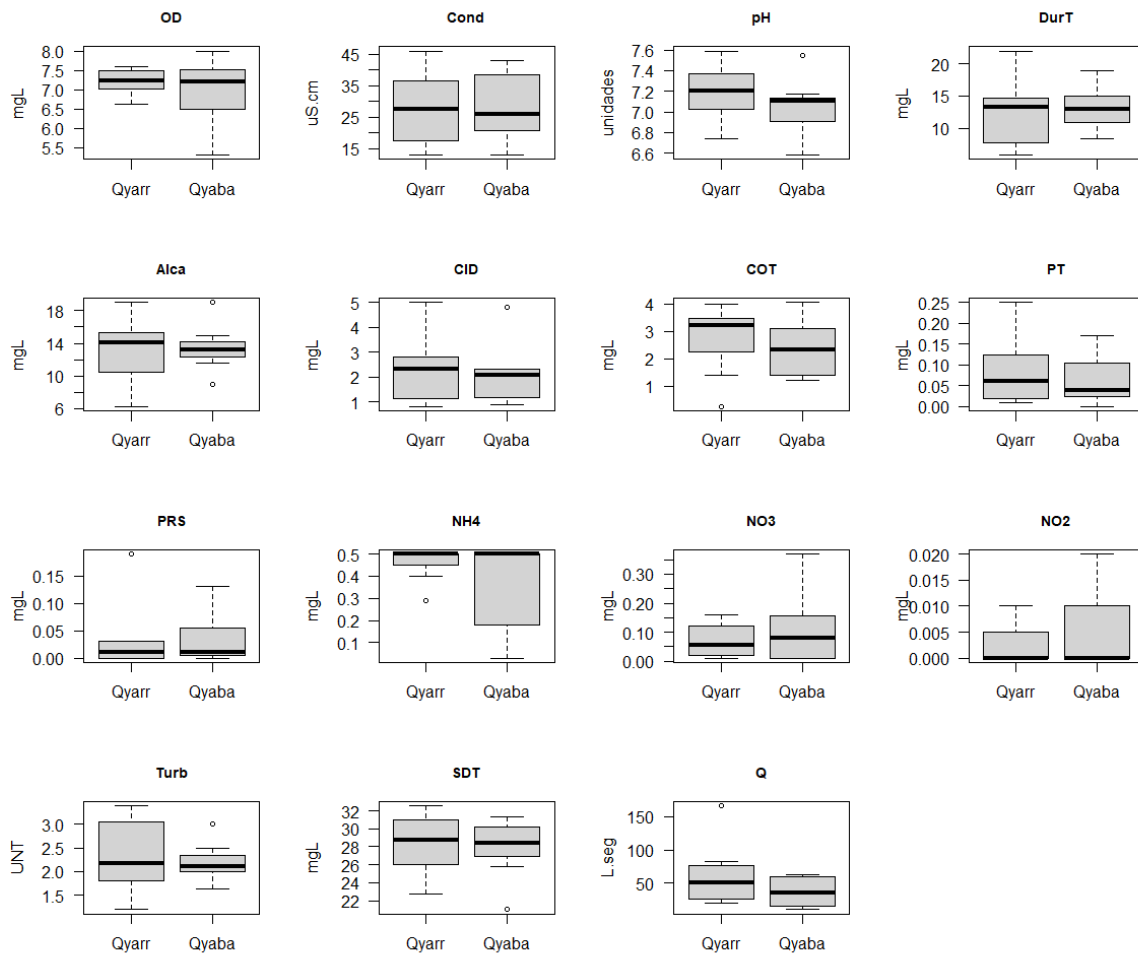 OD
mgL
8.0
7.5
7.0
6.5
6.0
5.5
Qyarr Qyaba
Cond
uS.cm
45
35
25
15
Qyarr Qyaba
pH
unidades
7.6
7.4
7.2
7.0
6.8
6.6
Qyarr Qyaba
DurT
mgL
20
15
10
Qyarr Qyaba
Alca
mgL
18
14
10
6
Qyarr Qyaba
CID
mgL
5
4
3
2
1
Qyarr Qyaba
COT
mgL
4
3
2
1
Qyarr Qyaba
PT
mgL
0.25
0.20
0.15
0.10
0.05
0.00
Qyarr Qyaba
PRS
mgL
0.15
0.10
0.05
0.00
Qyarr Qyaba
NH4
mgL
0.5
0.4
0.3
0.2
0.1
Qyarr Qyaba
NO3
mgL
0.30
0.20
0.10
0.00
Qyarr Qyaba
NO2
mgL
0.020
0.015
0.010
0.005
0.000
Qyarr Qyaba
Turb
UNT
3.0
2.5
2.0
1.5
Qyarr Qyaba
SDT
mgL
32
30
28
26
24
22
Qyarr Qyaba
Q
L.seg
150
100
50
Qyarr Qyaba